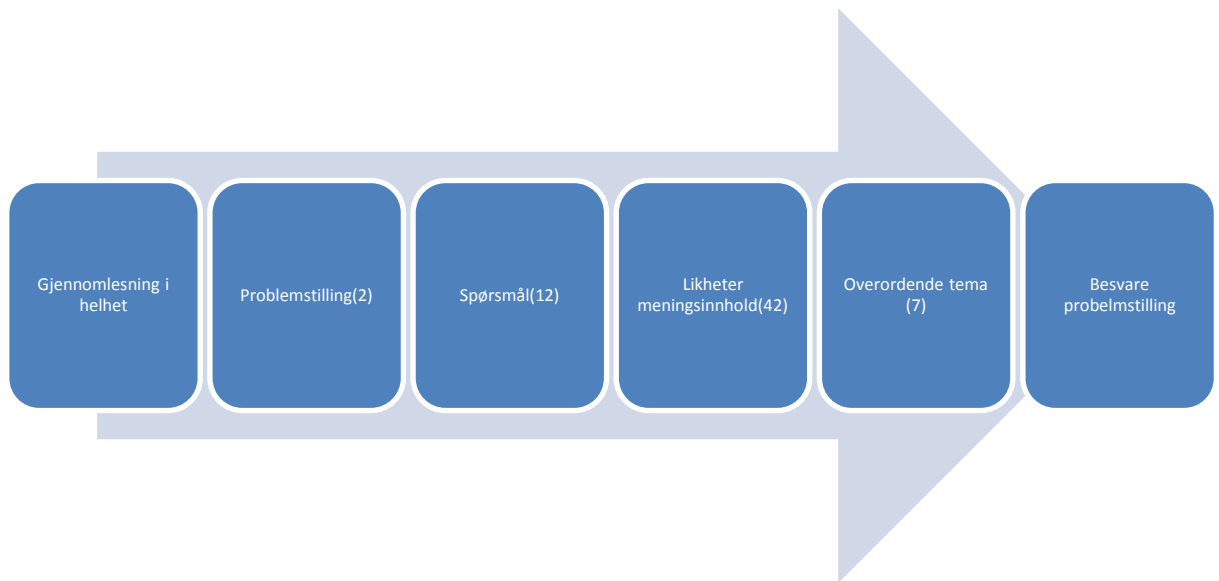 Gjennomlesning i
helhet
Problemstilling(2)
Spørsmål(12)
Likheter
meningsinnhold(42)
Overordende tema
(7)
Besvare
probelmstilling